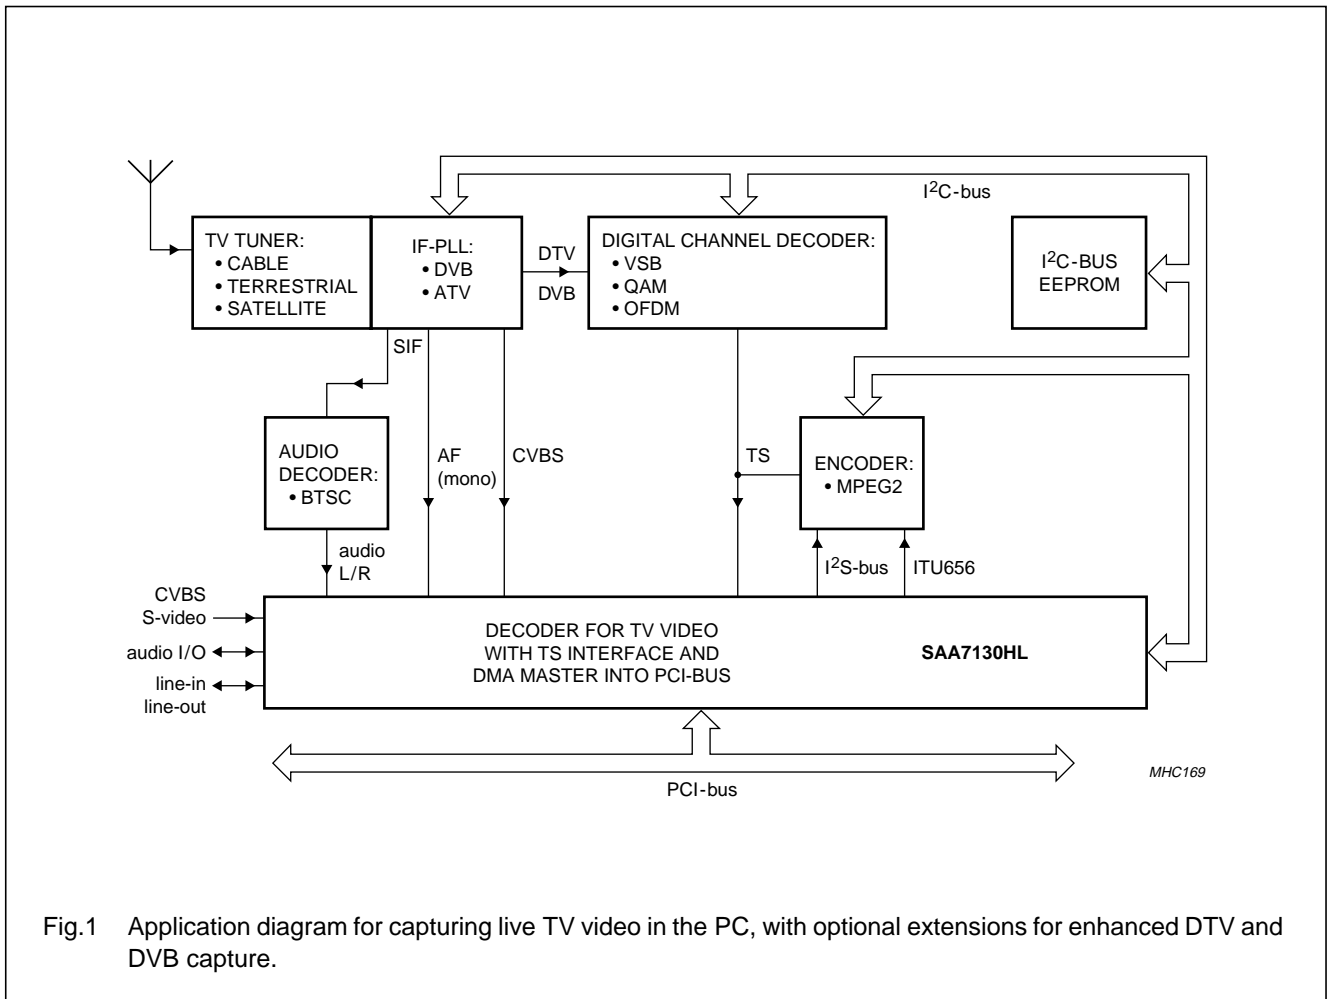 I²C-bus
TV TUNER:
• CABLE
• TERRESTRIAL
• SATELLITE
IF-PLL:
• DVB
• ATV
DTV
DVB
DIGITAL CHANNEL DECODER:
• VSB
• QAM
• OFDM
I²C-BUS
EEPROM
SIF
AUDIO
DECODER:
• BTSC
AF
(mono)
CVBS
TS
ENCODER:
• MPEG2
audio
L/R
I²S-bus
ITU656
CVBS
S-video
audio I/O
line-in
line-out
DECODER FOR TV VIDEO
WITH TS INTERFACE AND
DMA MASTER INTO PCI-BUS
SAA7130HL
PCI-bus
MHC169
Fig.1 Application diagram for capturing live TV video in the PC, with optional extensions for enhanced DTV and
DVB capture.